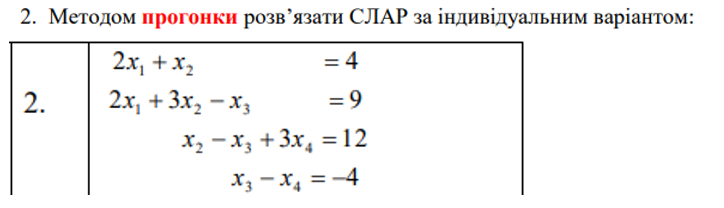 2. Методом прогонки розв’язати СЛАР за індивідуальним варіантом:
2x₁ + x₂ = 4
2. 2x₁ + 3x₂ − x₃ = 9
x₂ − x₃ + 3x₄ = 12
x₃ − x₄ = −4